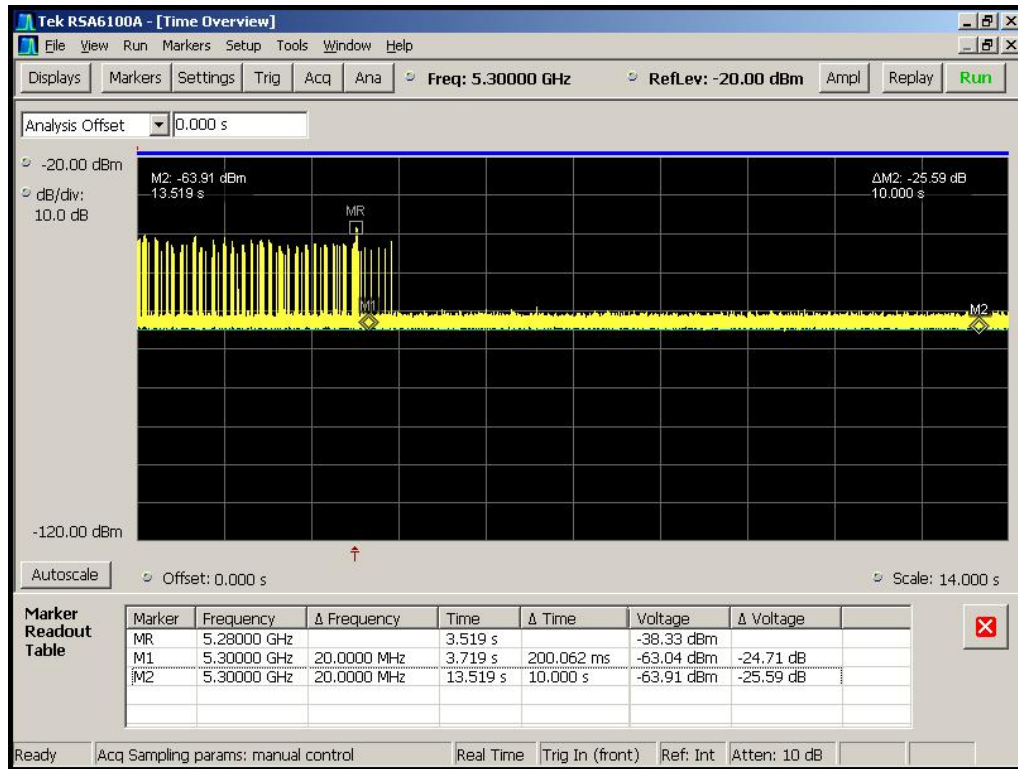 Tek RSA6100A - [Time Overview]
File View Run Markers Setup Tools Window Help
Displays Markers Settings Trig Acq Ana Freq: 5.30000 GHz RefLev: -20.00 dBm Ampl Replay Run
Analysis Offset 0.000 s
-20.00 dBm
dB/div:
10.0 dB
M2: -63.91 dBm
13.519 s
ΔM2: -25.59 dB
10.000 s
MR
M1
M2
-120.00 dBm
Autoscale Offset: 0.000 s Scale: 14.000 s
Marker Readout Table
Marker Frequency Δ Frequency Time Δ Time Voltage Δ Voltage
MR 5.28000 GHz 3.519 s -38.33 dBm
M1 5.30000 GHz 20.0000 MHz 3.719 s 200.062 ms -63.04 dBm -24.71 dB
M2 5.30000 GHz 20.0000 MHz 13.519 s 10.000 s -63.91 dBm -25.59 dB
Ready Acq Sampling params: manual control Real Time Trig In (front) Ref: Int Atten: 10 dB